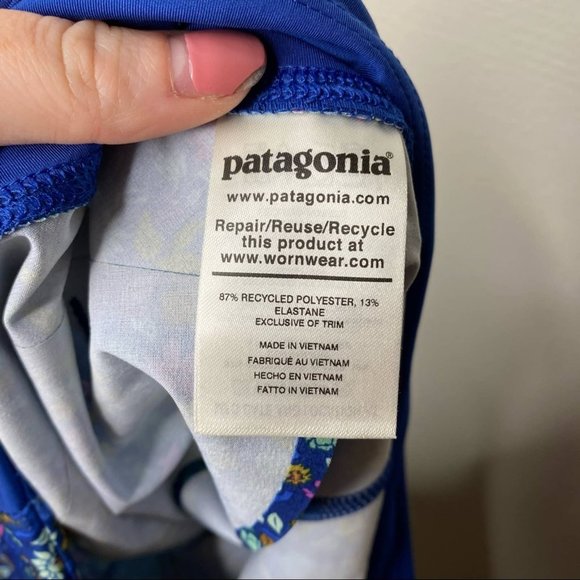 patagonia®
www.patagonia.com
Repair/Reuse/Recycle
this product at
www.wornwear.com
87% RECYCLED POLYESTER, 13%
ELASTANE
EXCLUSIVE OF TRIM
MADE IN VIETNAM
FABRIQUÉ AU VIETNAM
HECHO EN VIETNAM
FATTO IN VIETNAM